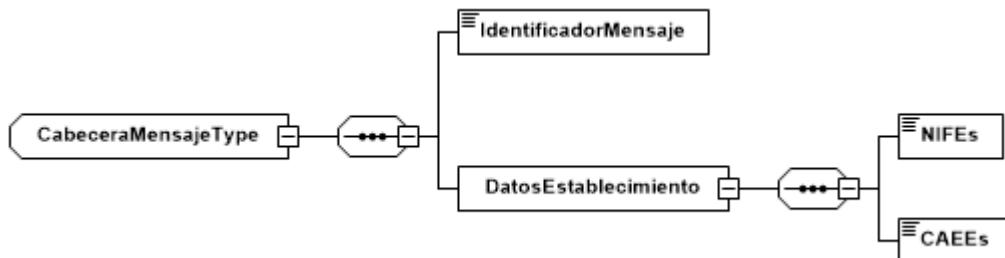 IdentificadorMensaje
CabeceraMensajeType
NIFEs
DatosEstablecimiento
CAEEs